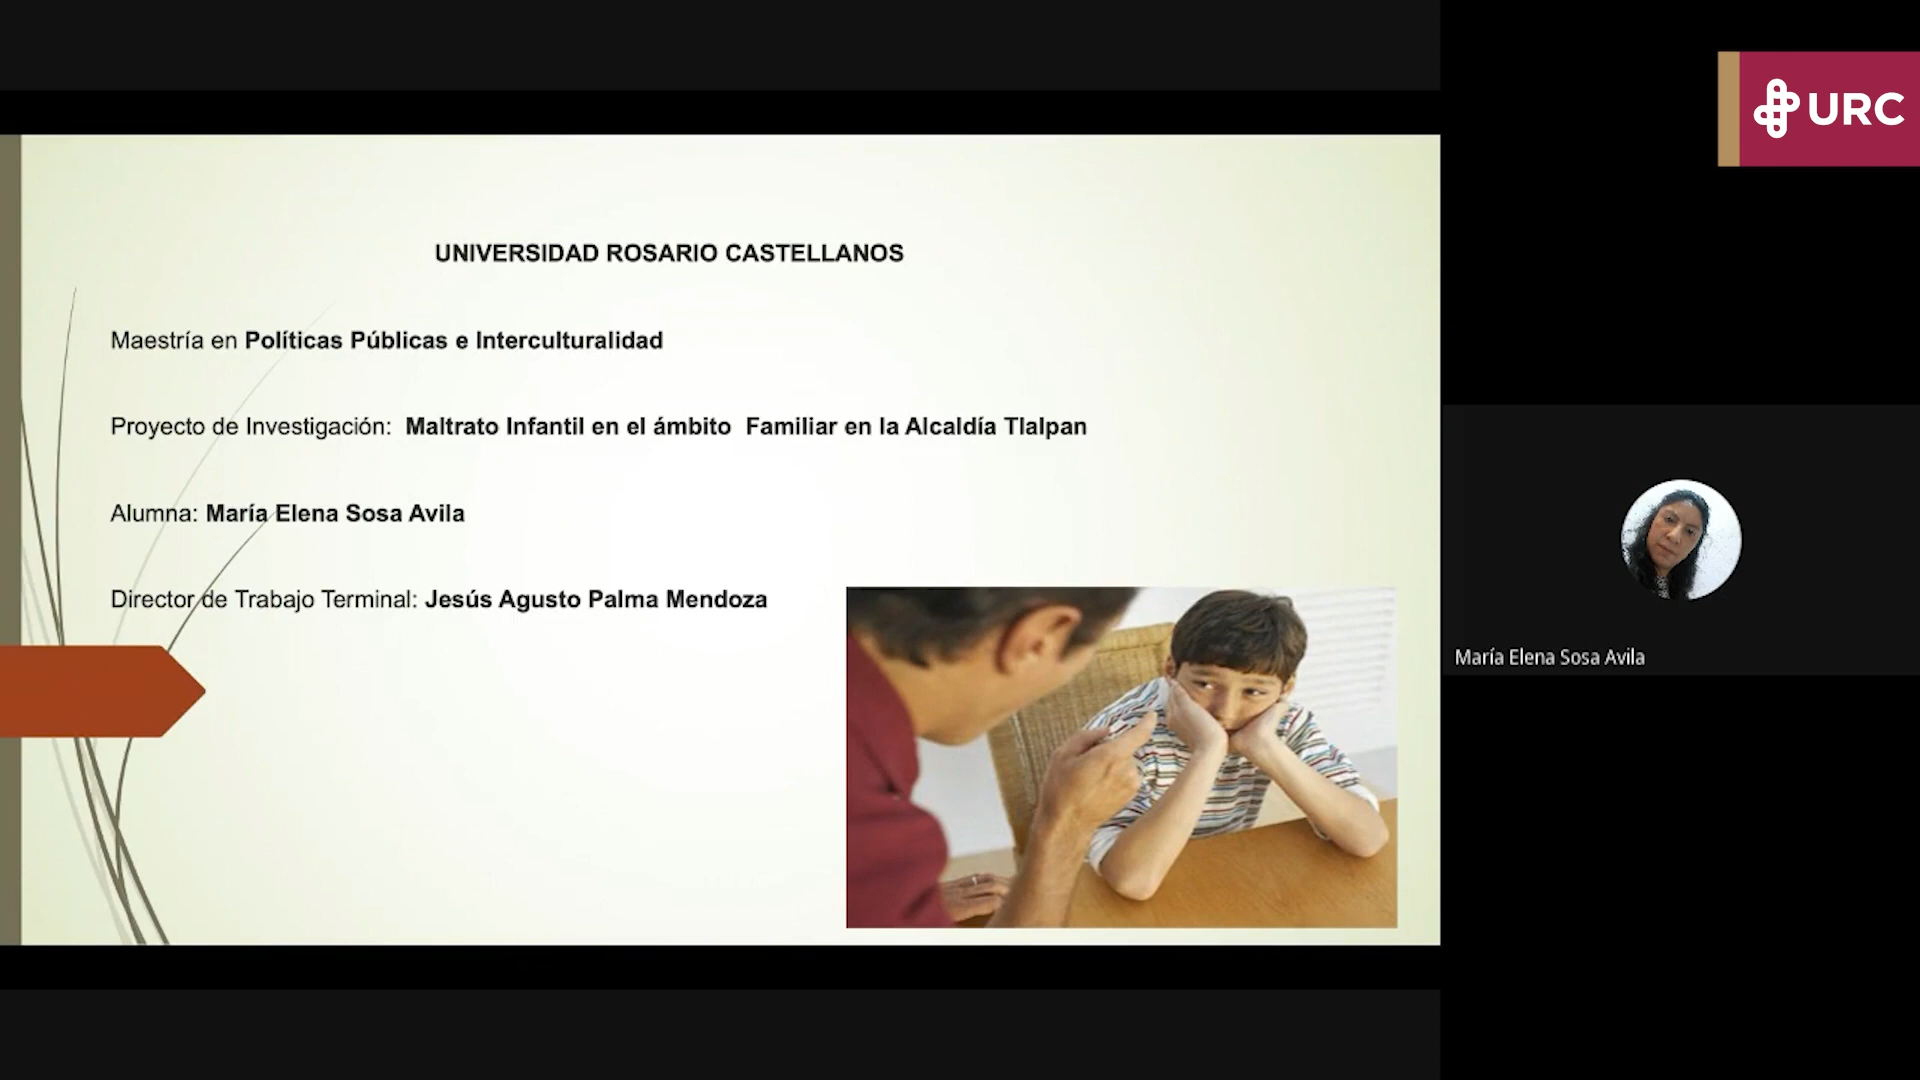 URC
UNIVERSIDAD ROSARIO CASTELLANOS
Maestría en Políticas Públicas e Interculturalidad
Proyecto de Investigación: Maltrato Infantil en el ámbito Familiar en la Alcaldía Tlalpan
Alumna: María Elena Sosa Avila
Director de Trabajo Terminal: Jesús Agusto Palma Mendoza
María Elena Sosa Avila